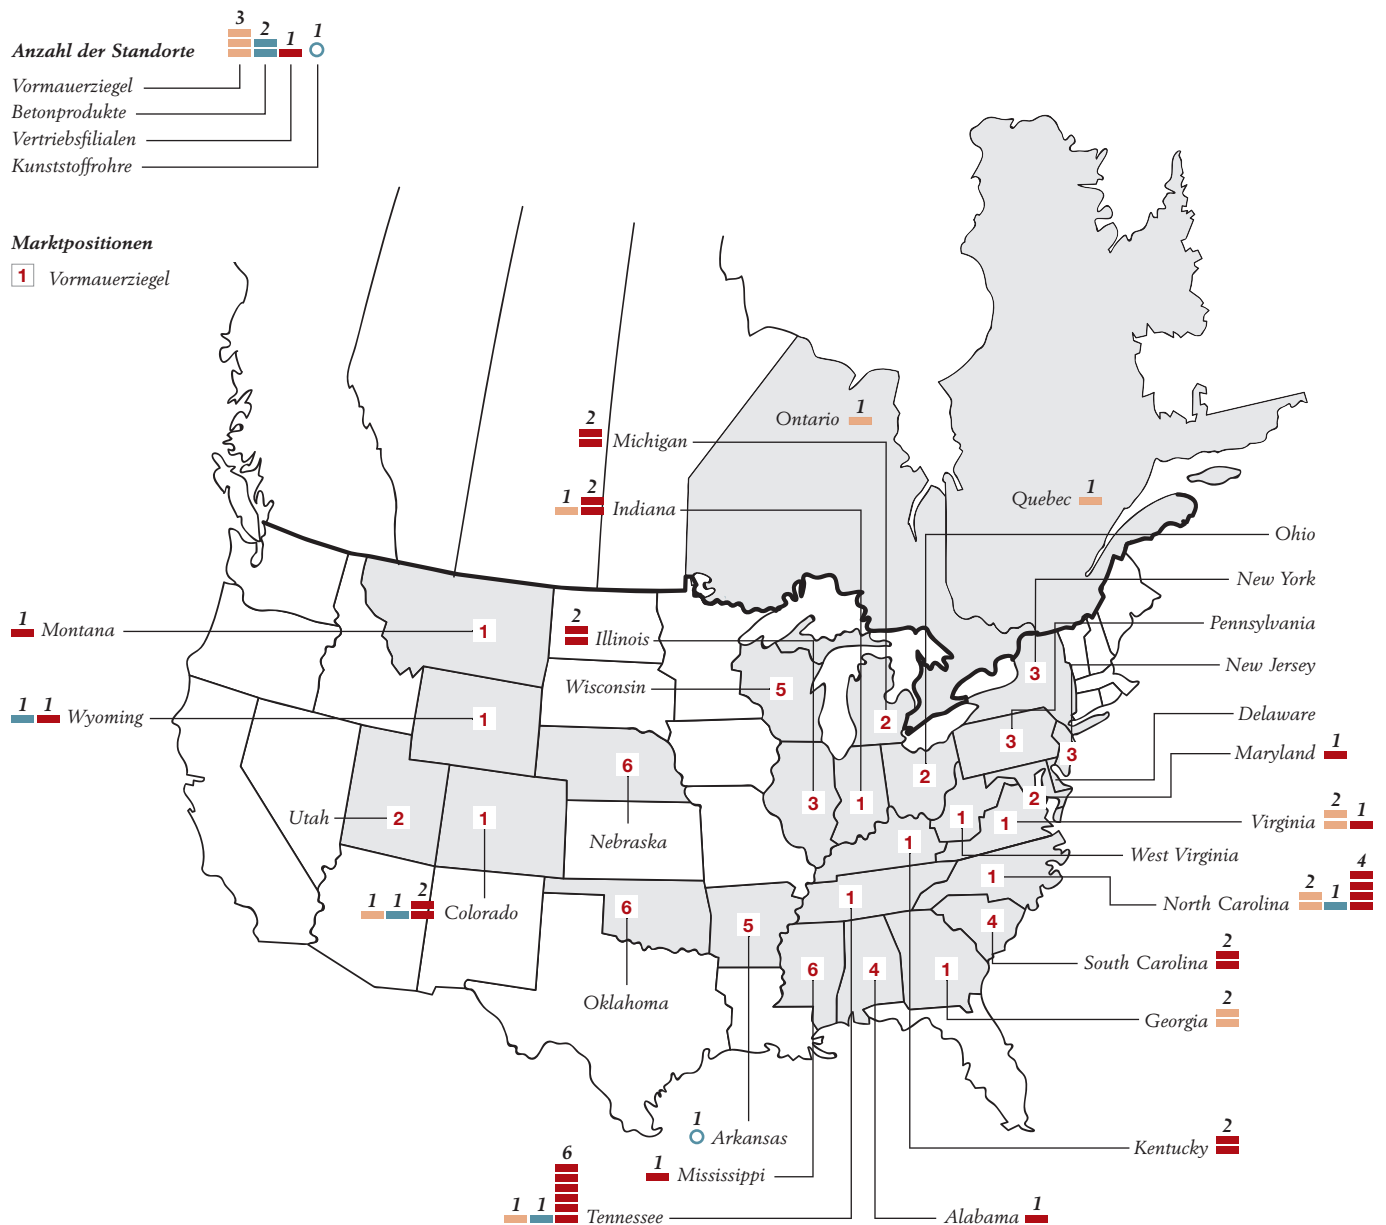 3 2 1 1
Anzahl der Standorte
Vormauerziegel
Betonprodukte
Vertriebsfilialen
Kunststoffrohre
Marktpositionen
1 Vormauerziegel
Ontario 1
2 Michigan
1 2 Indiana
Quebec 1
Ohio
New York
Pennsylvania
1 Montana
1
2 Illinois
New Jersey
3
Wisconsin
5
1 1 Wyoming
1
2
Delaware
3
3
Maryland 1
6
2
Utah
2
1
3
1
2
1
1
Virginia 2 1
Nebraska
1
West Virginia
1 1 2 Colorado
1
North Carolina 2 1 4
6
5
1
4
South Carolina 2
6
4
1
Oklahoma
Georgia 2
1 Arkansas
Kentucky 2
1 Mississippi
1 1 6 Tennessee
Alabama 1